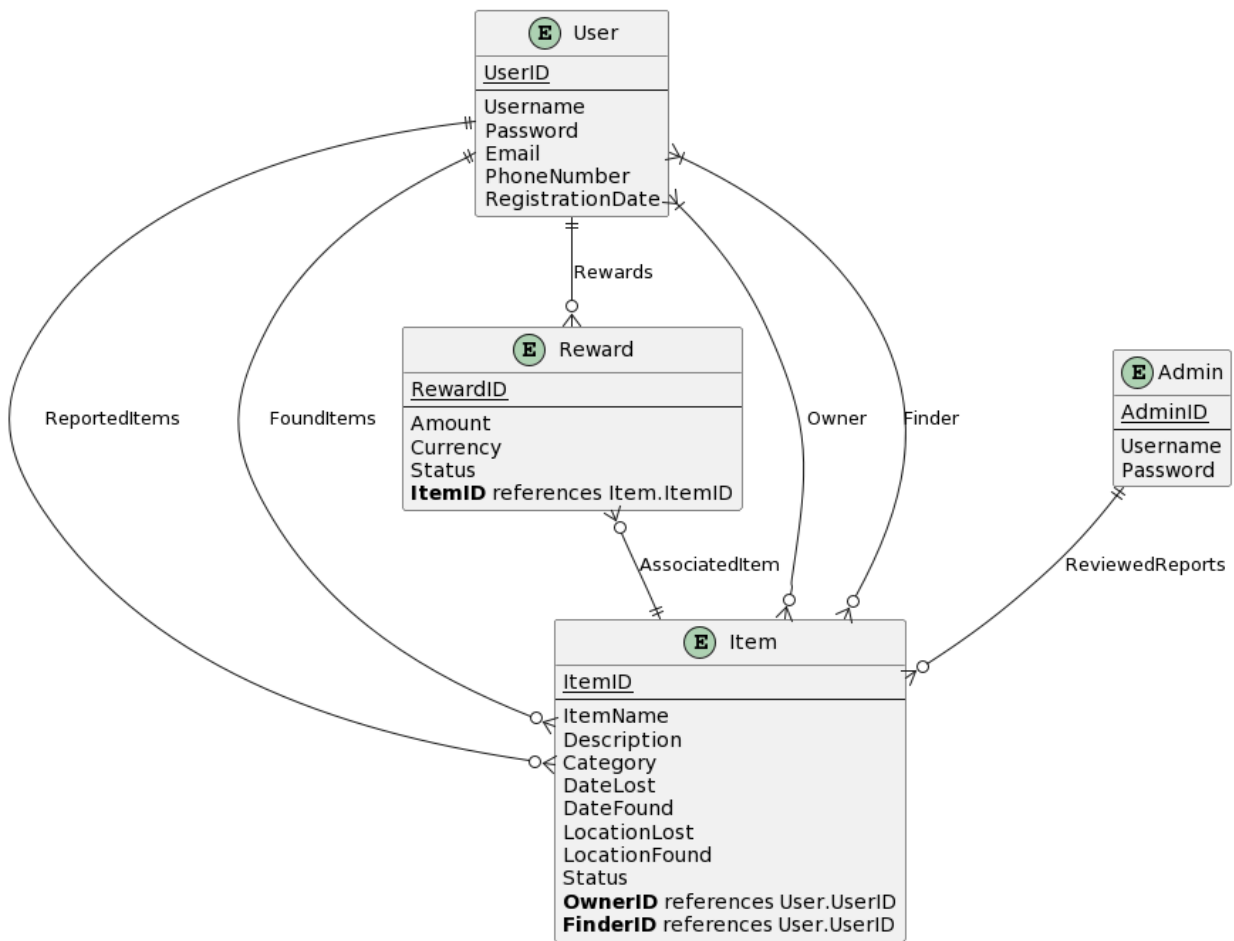 E User
UserID
Username
Password
Email
PhoneNumber
RegistrationDate
Rewards
E Reward
RewardID
Amount
Currency
Status
ItemID references Item.ItemID
E Admin
AdminID
Username
Password
ReportedItems
FoundItems
Owner
Finder
AssociatedItem
ReviewedReports
E Item
ItemID
ItemName
Description
Category
DateLost
DateFound
LocationLost
LocationFound
Status
OwnerID references User.UserID
FinderID references User.UserID